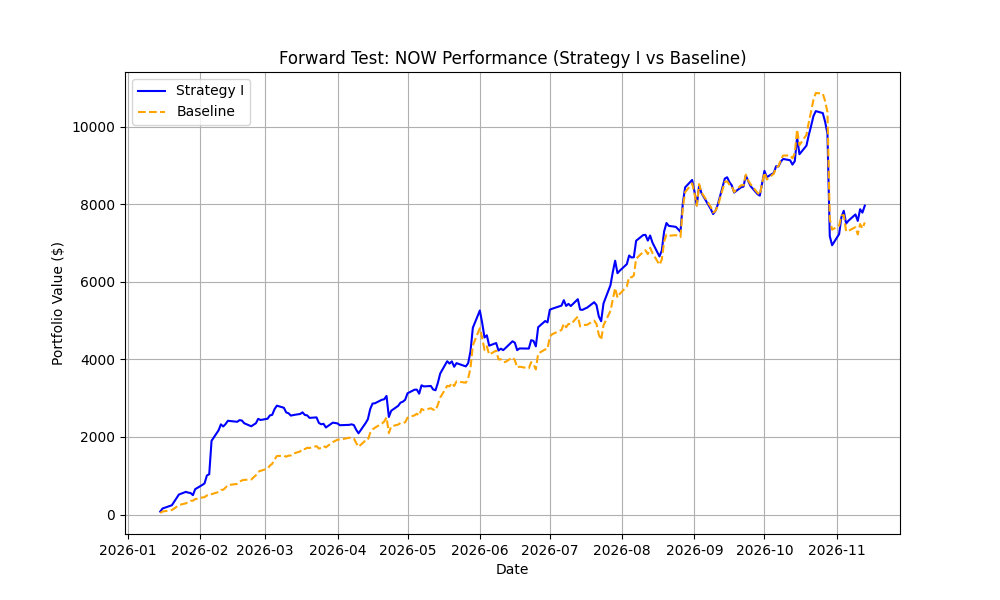 Forward Test: NOW Performance (Strategy I vs Baseline)
Strategy I
Baseline
Portfolio Value ($)
10000
8000
6000
4000
2000
0
2026-01 2026-02 2026-03 2026-04 2026-05 2026-06 2026-07 2026-08 2026-09 2026-10 2026-11
Date